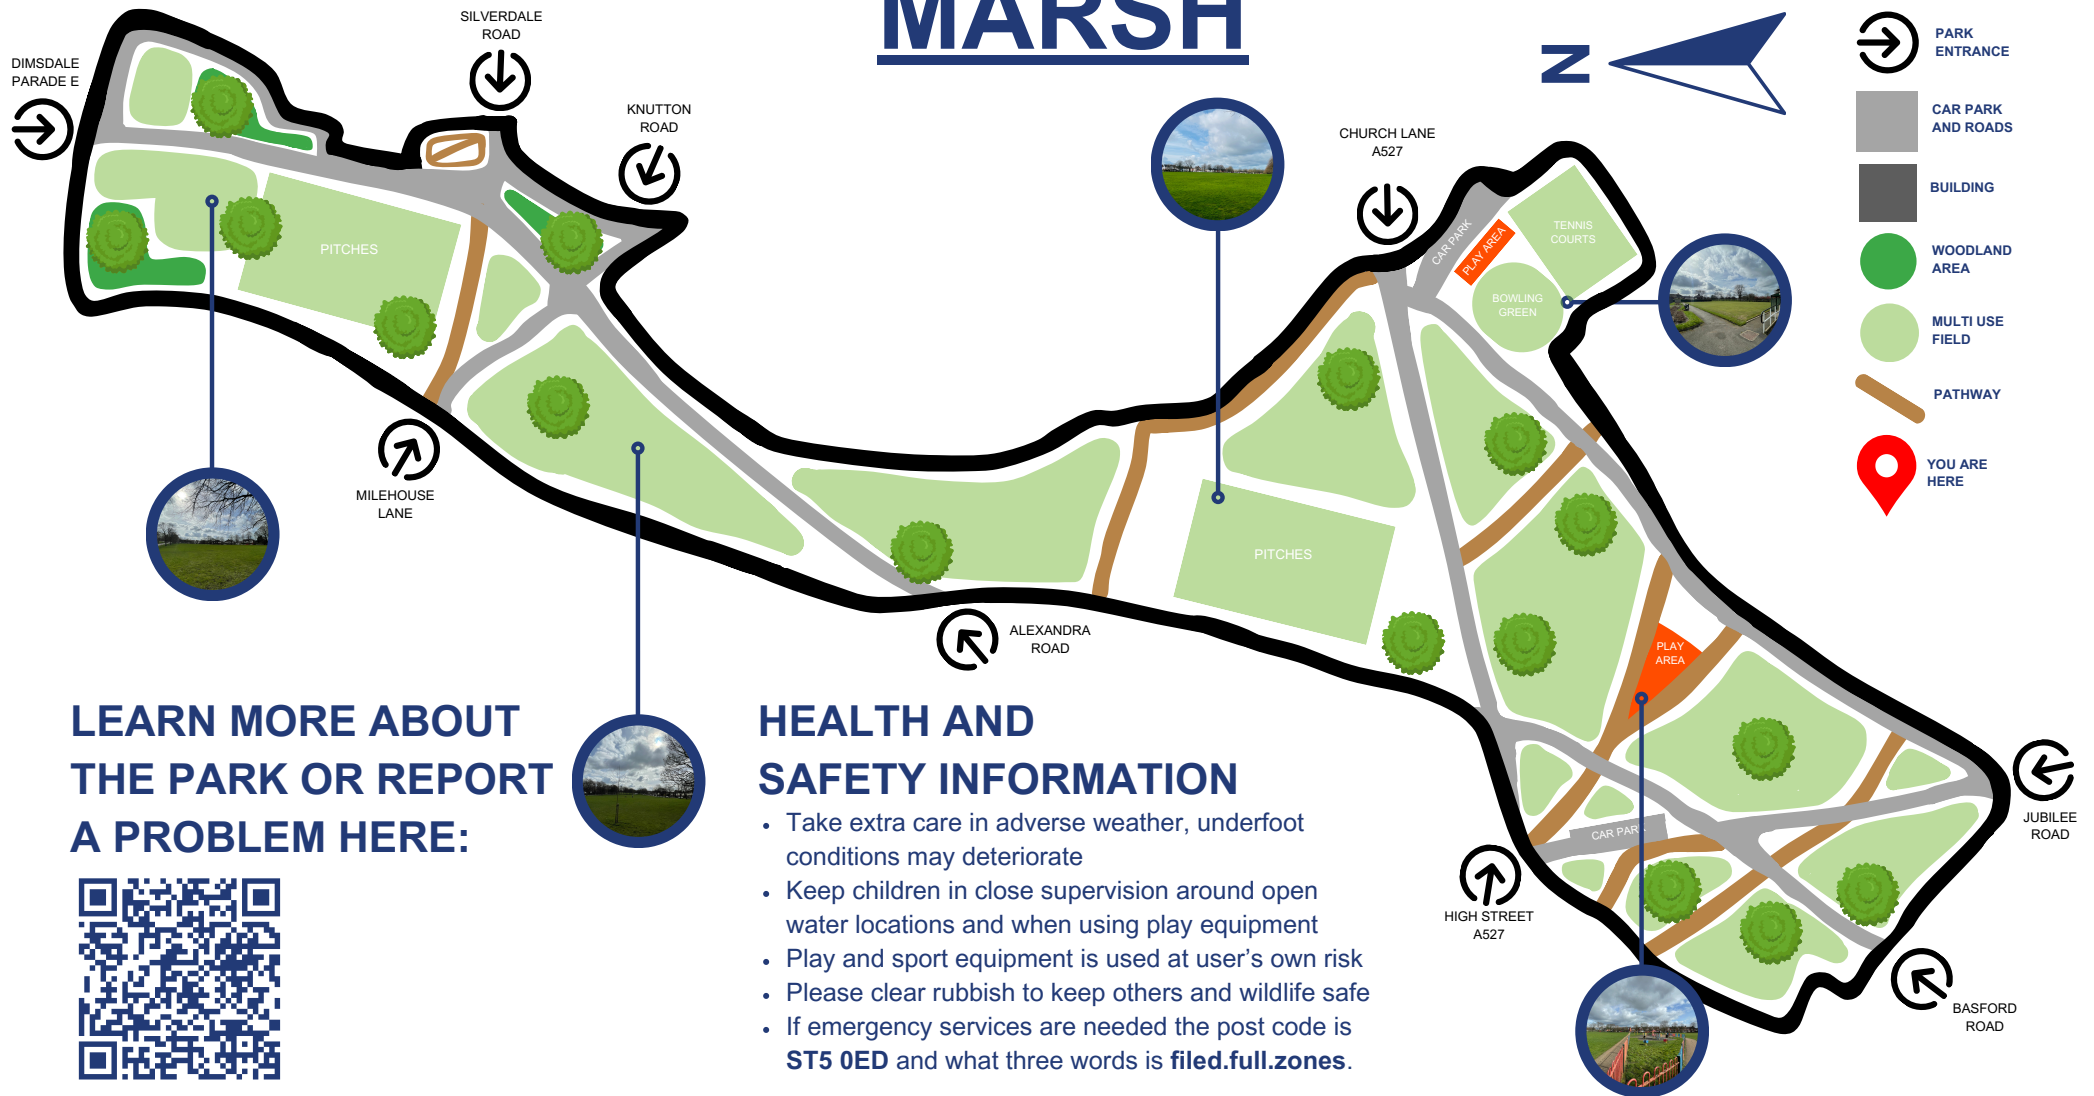 MARSH
SILVERDALE
ROAD
DIMSDALE
PARADE E
KNUTTON
ROAD
CHURCH LANE
A527
N
PARK
ENTRANCE
CAR PARK
AND ROADS
BUILDING
WOODLAND
AREA
MULTI USE
FIELD
PATHWAY
YOU ARE
HERE
PITCHES
CAR PARK
PLAY AREA
TENNIS
COURTS
BOWLING
GREEN
MILEHOUSE
LANE
PITCHES
ALEXANDRA
ROAD
PLAY
AREA
CAR PARK
JUBILEE
ROAD
HIGH STREET
A527
BASFORD
ROAD
LEARN MORE ABOUT
THE PARK OR REPORT
A PROBLEM HERE:
HEALTH AND
SAFETY INFORMATION
• Take extra care in adverse weather, underfoot
conditions may deteriorate
• Keep children in close supervision around open
water locations and when using play equipment
• Play and sport equipment is used at user’s own risk
• Please clear rubbish to keep others and wildlife safe
• If emergency services are needed the post code is
ST5 0ED and what three words is filed.full.zones.